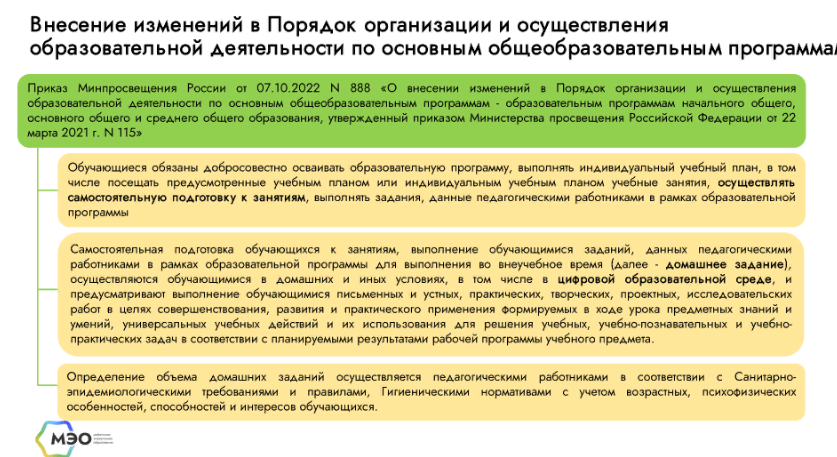 Внесение изменений в Порядок организации и осуществления
образовательной деятельности по основным общеобразовательным программам
Приказ Минпросвещения России от 07.10.2022 N 888 «О внесении изменений в Порядок организации и осуществления
образовательной деятельности по основным общеобразовательным программам - образовательным программам начального общего,
основного общего и среднего общего образования, утвержденный приказом Министерства просвещения Российской Федерации от 22
марта 2021 г. N 115»
Обучающиеся обязаны добросовестно осваивать образовательную программу, выполнять индивидуальный учебный план, в том
числе посещать предусмотренные учебным планом или индивидуальным учебным планом учебные занятия, осуществлять
самостоятельную подготовку к занятиям, выполнять задания, данные педагогическими работниками в рамках образовательной
программы
Самостоятельная подготовка обучающихся к занятиям, выполнение обучающимися заданий, данных педагогическими
работниками в рамках образовательной программы для выполнения во внеучебное время (далее - домашнее задание),
осуществляются обучающимися в домашних и иных условиях, в том числе в цифровой образовательной среде, и
предусматривают выполнение обучающимися письменных и устных, практических, творческих, проектных, исследовательских
работ в целях совершенствования, развития и практического применения формируемых в ходе урока предметных знаний и
умений, универсальных учебных действий и их использования для решения учебных, учебно-познавательных и учебно-
практических задач в соответствии с планируемыми результатами рабочей программы учебного предмета.
Определение объема домашних заданий осуществляется педагогическими работниками в соответствии с Санитарно-
эпидемиологическими требованиями и правилами, Гигиеническими нормативами с учетом возрастных, психофизических
особенностей, способностей и интересов обучающихся.
МЭО